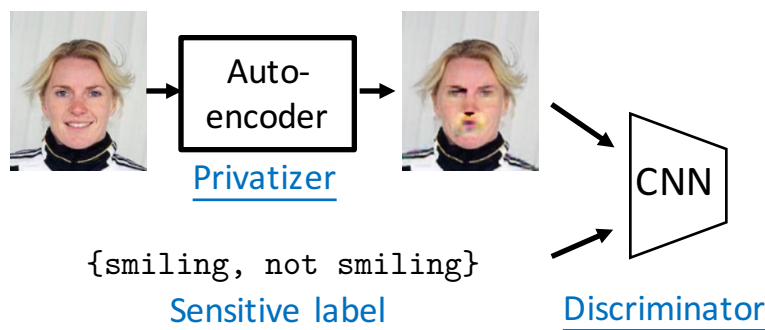 Auto-
encoder
Privatizer
CNN
{smiling, not smiling}
Sensitive label
Discriminator